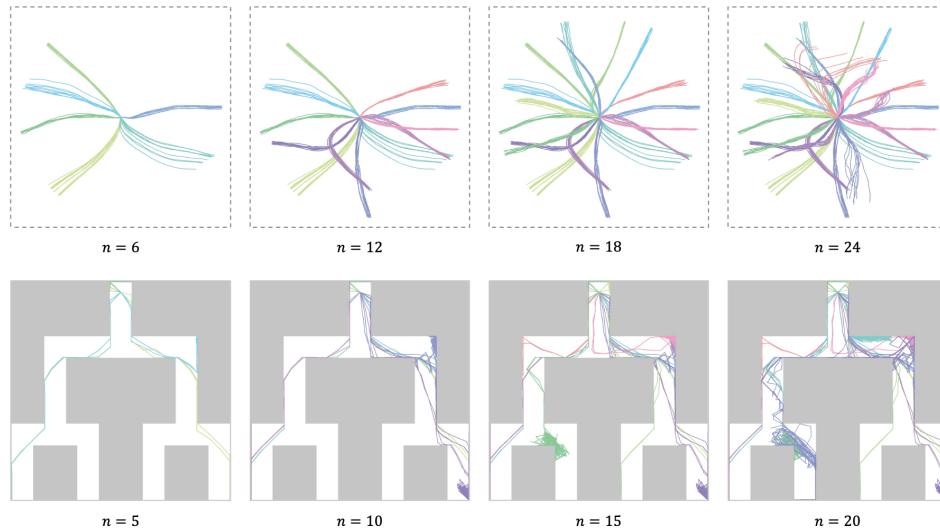 n = 6
n = 12
n = 18
n = 24
n = 5
n = 10
n = 15
n = 20